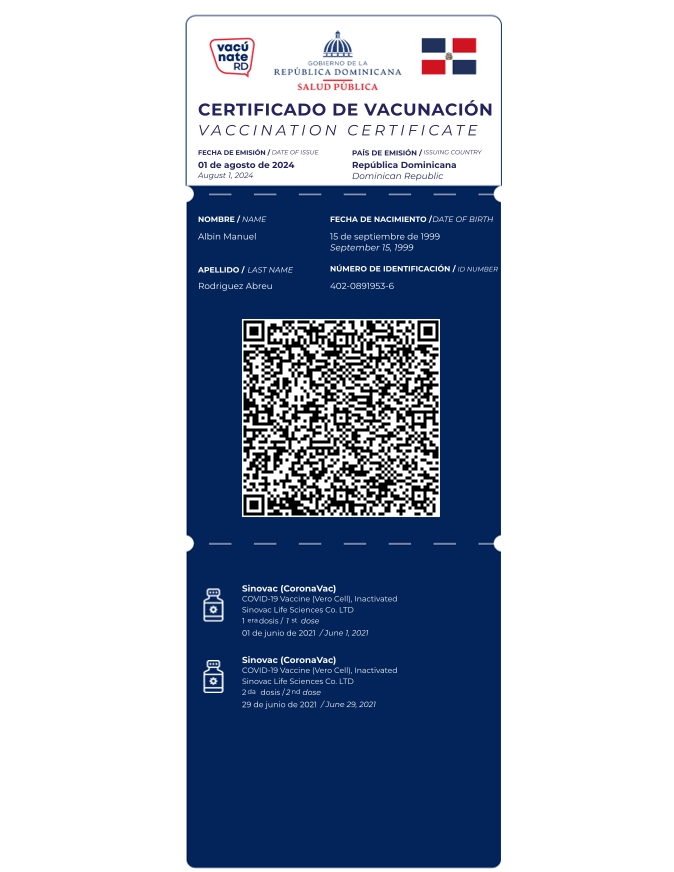 vacú
nate
RD
GOBIERNO DE LA
REPÚBLICA DOMINICANA
SALUD PÚBLICA
CERTIFICADO DE VACUNACIÓN
VACCINATION CERTIFICATE
FECHA DE EMISIÓN / DATE OF ISSUE
01 de agosto de 2024
August 1, 2024
PAÍS DE EMISIÓN / ISSUING COUNTRY
República Dominicana
Dominican Republic
NOMBRE / NAME
Albin Manuel
FECHA DE NACIMIENTO /DATE OF BIRTH
15 de septiembre de 1999
September 15, 1999
APELLIDO / LAST NAME
Rodriguez Abreu
NÚMERO DE IDENTIFICACIÓN / ID NUMBER
402-0891953-6
Sinovac (CoronaVac)
COVID-19 Vaccine (Vero Cell), Inactivated
Sinovac Life Sciences Co. LTD
1 era dosis / 1 st dose
01 de junio de 2021 / June 1, 2021
Sinovac (CoronaVac)
COVID-19 Vaccine (Vero Cell), Inactivated
Sinovac Life Sciences Co. LTD
2 da dosis / 2 nd dose
29 de junio de 2021 / June 29, 2021